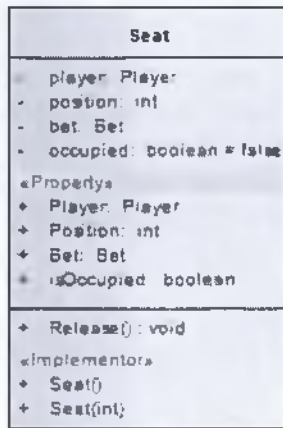 Seat
- player: Player
- position: int
- bet: Bet
- occupied: boolean = false
«Property»
+ Player: Player
+ Position: int
+ Bet: Bet
+ isOccupied: boolean
+ Release() : void
«Implementor»
+ Seat()
+ Seat(int)